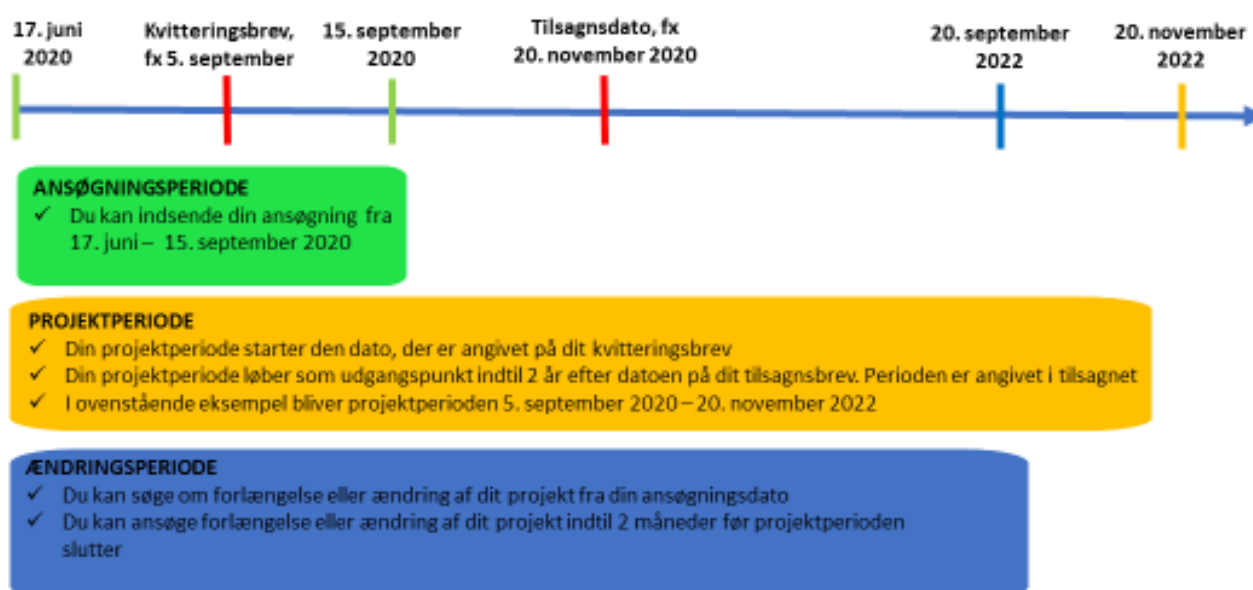 17. juni
2020
Kvitteringsbrev,
fx 5. september
15. september
2020
Tilsagnsdato, fx
20. november 2020
20. september
2022
20. november
2022
ANSØGNINGSPERIODE
✓ Du kan indsende din ansøgning fra
17. juni – 15. september 2020
PROJEKTPERIODE
✓ Din projektperiode starter den dato, der er angivet på dit kvitteringsbrev
✓ Din projektperiode løber som udgangspunkt indtil 2 år efter datoen på dit tilsagnsbrev. Perioden er angivet i tilsagnet
✓ I ovenstående eksempel bliver projektperioden 5. september 2020 – 20. november 2022
ÆNDRINGSPERIODE
✓ Du kan søge om forlængelse eller ændring af dit projekt fra din ansøgningsdato
✓ Du kan ansøge forlængelse eller ændring af dit projekt indtil 2 måneder før projektperioden
slutter